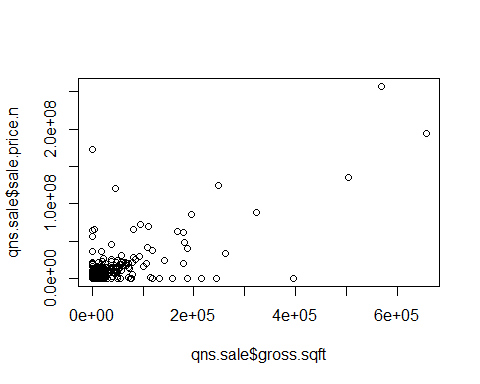 qns.sale$sale.price.n
2.0e+08
1.0e+08
0.0e+00
0e+00 2e+05 4e+05 6e+05
qns.sale$gross.sqft